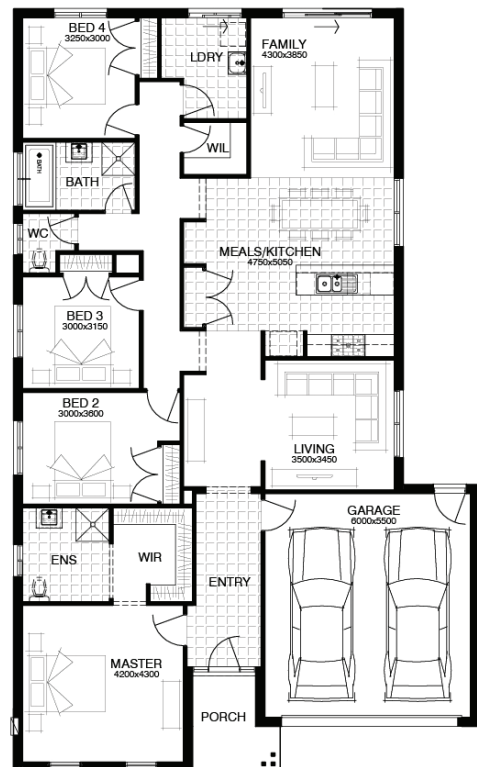 BED 4
3250x3000
LDRY
FAMILY
4300x3850
WIL
BATH
BATH
WC
MEALS/KITCHEN
4750x5050
BED 3
3000x3150
BED 2
3000x3600
LIVING
3500x3450
GARAGE
6000x5500
ENS
WIR
ENTRY
MASTER
4200x4300
PORCH